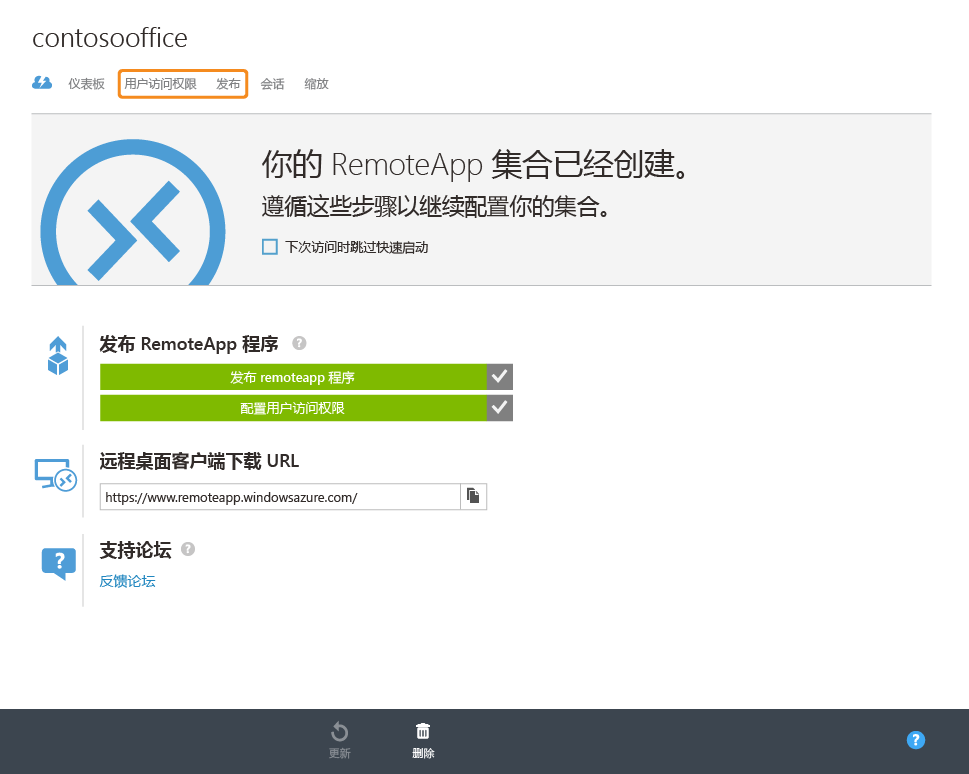 contosooffice
仪表板 用户访问权限 发布 会话 缩放
你的 RemoteApp 集合已经创建。
遵循这些步骤以继续配置你的集合。
下次访问时跳过快速启动
发布 RemoteApp 程序 ?
发布 remoteapp 程序
配置用户访问权限
远程桌面客户端下载 URL
https://www.remoteapp.windowsazure.com/
?
支持论坛 ?
反馈论坛
更新 删除 ?